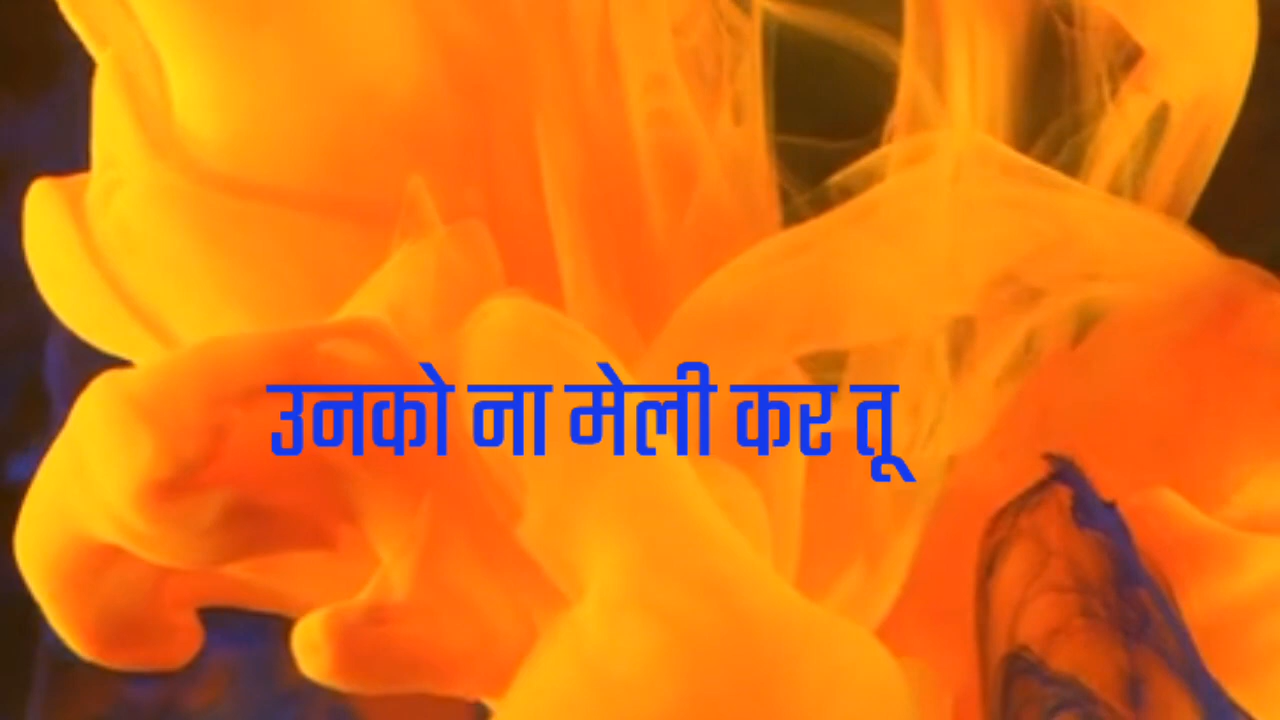 उनको ना मेली कर तू